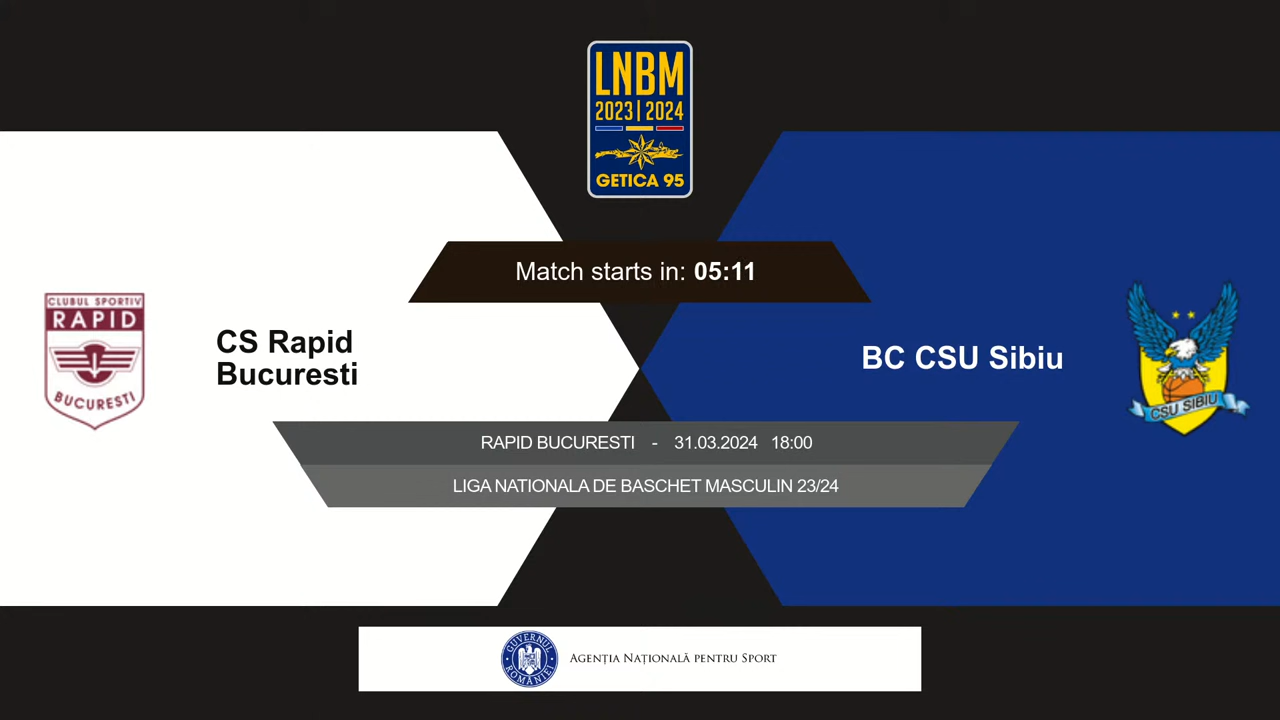 LNBM
2023|2024
GETICA 95
Match starts in: 05:11
CLUBUL SPORTIV
RAPID
BUCURESTI
CS Rapid
Bucuresti
BC CSU Sibiu
CSU SIBIU
RAPID BUCURESTI - 31.03.2024 18:00
LIGA NATIONALA DE BASCHET MASCULIN 23/24
GUVERNUL
ROMÂNIEI
AGENȚIA NAȚIONALĂ PENTRU SPORT